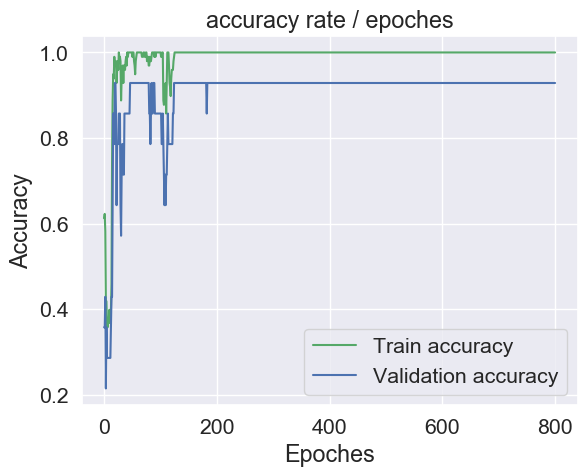 accuracy rate / epoches
1.0
0.8
0.6
0.4
0.2
Accuracy
Train accuracy
Validation accuracy
0 200 400 600 800
Epoches